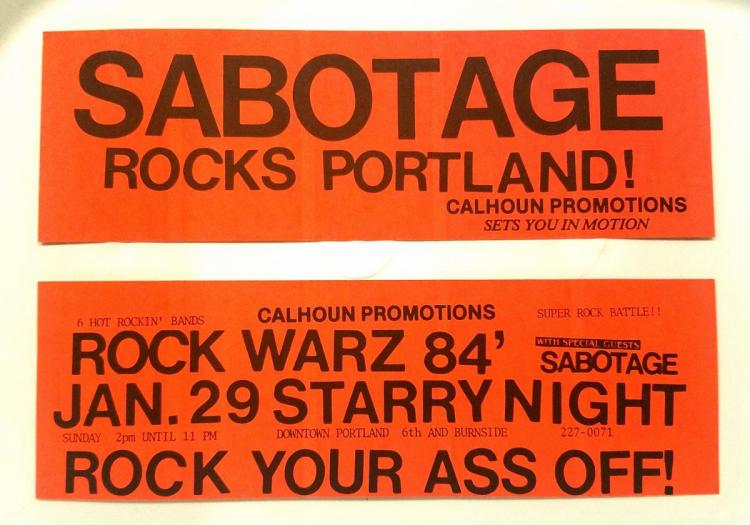 SABOTAGE
ROCKS PORTLAND!
CALHOUN PROMOTIONS
SETS YOU IN MOTION
6 HOT ROCKIN' BANDS CALHOUN PROMOTIONS SUPER ROCK BATTLE!!
ROCK WARZ 84' WITH SPECIAL GUESTS
SABOTAGE
JAN. 29 STARRY NIGHT
SUNDAY 2pm UNTIL 11 PM DOWNTOWN PORTLAND 6th AND BURNSIDE 227-0071
ROCK YOUR ASS OFF!